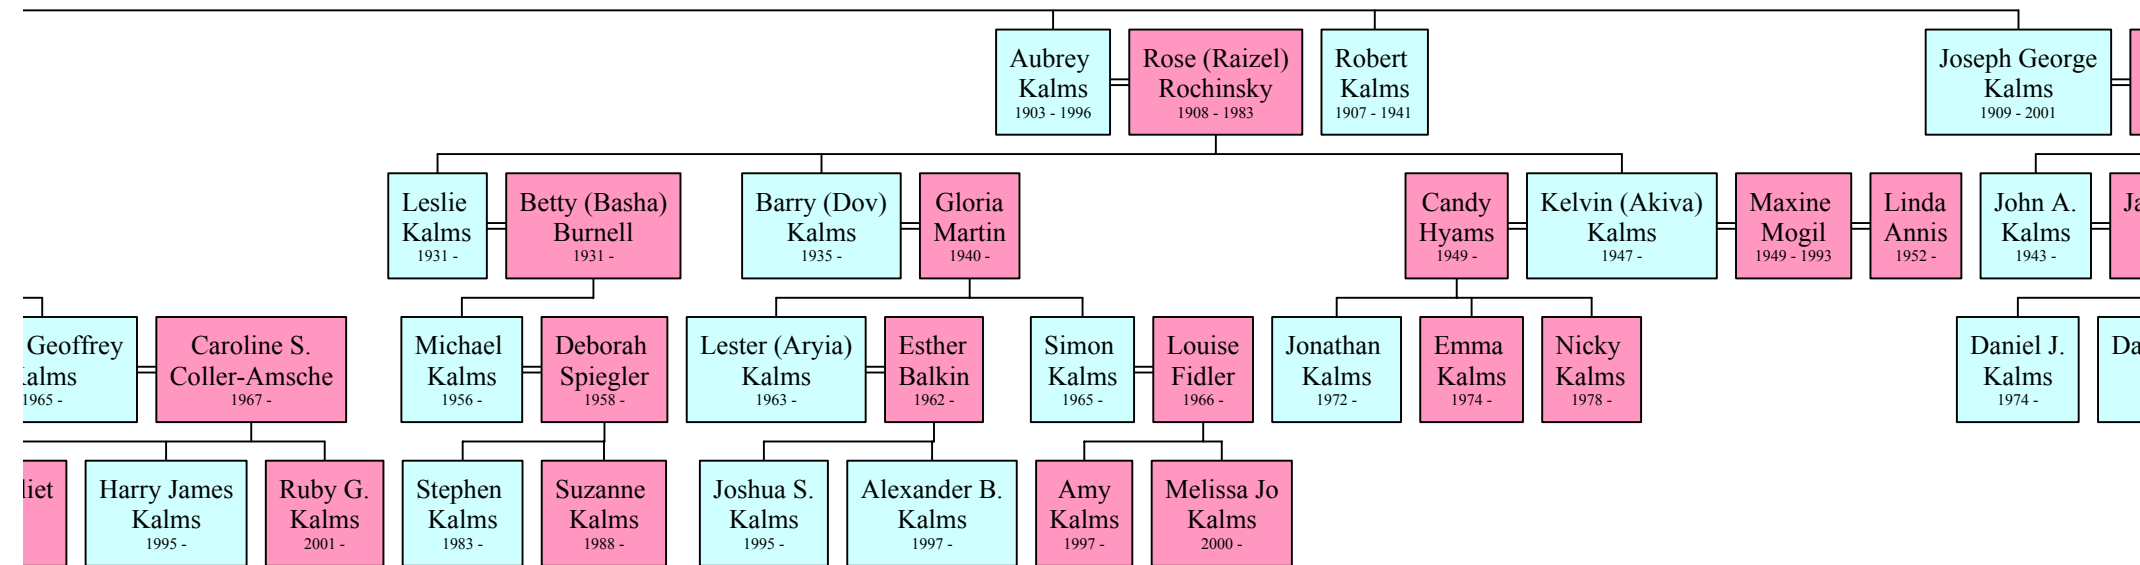 Aubrey
Kalms
1903 - 1996
Rose (Raizel)
Rochinsky
1908 - 1983
Robert
Kalms
1907 - 1941
Joseph George
Kalms
1909 - 2001
Leslie
Kalms
1931 -
Betty (Basha)
Burnell
1931 -
Barry (Dov)
Kalms
1935 -
Gloria
Martin
1940 -
Candy
Hyams
1949 -
Kelvin (Akiva)
Kalms
1947 -
Maxine
Mogil
1949 - 1993
Linda
Annis
1952 -
John A.
Kalms
1943 -
Ja
Geoffrey
alms
1965 -
Caroline S.
Coller-Amsche
1967 -
Michael
Kalms
1956 -
Deborah
Spiegler
1958 -
Lester (Aryia)
Kalms
1963 -
Esther
Balkin
1962 -
Simon
Kalms
1965 -
Louise
Fidler
1966 -
Jonathan
Kalms
1972 -
Emma
Kalms
1974 -
Nicky
Kalms
1978 -
Daniel J.
Kalms
1974 -
Da
liet
Harry James
Kalms
1995 -
Ruby G.
Kalms
2001 -
Stephen
Kalms
1983 -
Suzanne
Kalms
1988 -
Joshua S.
Kalms
1995 -
Alexander B.
Kalms
1997 -
Amy
Kalms
1997 -
Melissa Jo
Kalms
2000 -